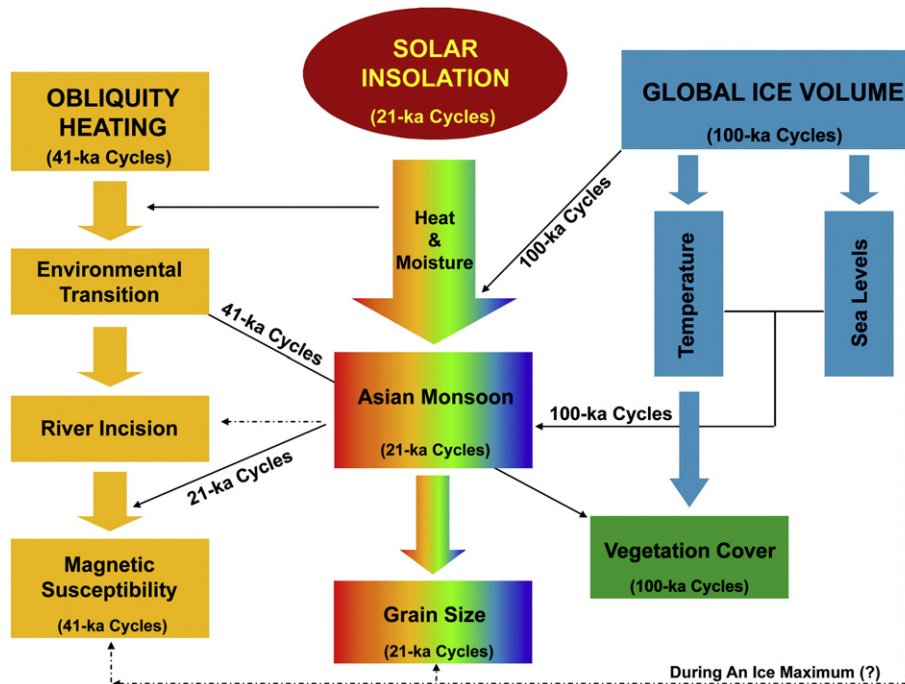 SOLAR
INSOLATION
(21-ka Cycles)
OBLIQUITY
HEATING
(41-ka Cycles)
GLOBAL ICE VOLUME
(100-ka Cycles)
Heat
&
Moisture
100-ka Cycles
Environmental
Transition
Temperature
Sea Levels
41-ka Cycles
Asian Monsoon
(21-ka Cycles)
100-ka Cycles
River Incision
21-ka Cycles
Magnetic
Susceptibility
(41-ka Cycles)
Grain Size
(21-ka Cycles)
Vegetation Cover
(100-ka Cycles)
During An Ice Maximum (?)